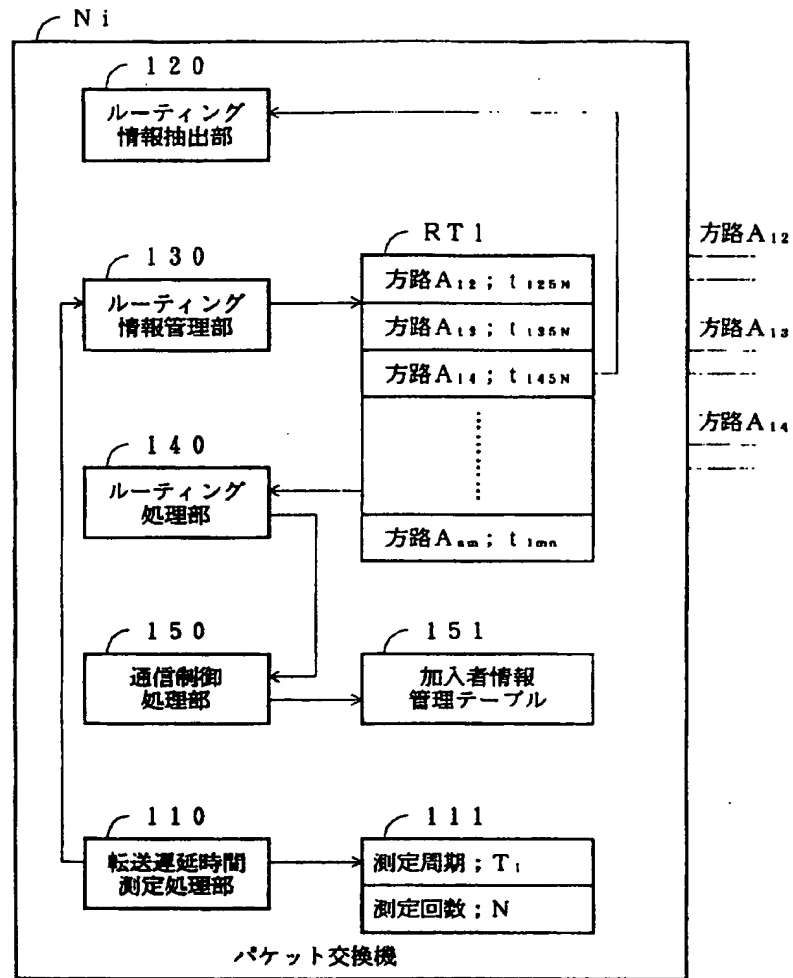 Ni
120
ルーティング
情報抽出部
RT1
方路A₁₂
130
方路A₁₂；t₁₂₅N
ルーティング
情報管理部
方路A₁₃；t₁₃₅N
方路A₁₃
方路A₁₄；t₁₄₅N
方路A₁₄
140
ルーティング
処理部
方路Aₛₘ；t₁ₘₙ
150
通信制御
処理部
151
加入者情報
管理テーブル
110
転送遅延時間
測定処理部
111
測定周期；T₁
測定回数；N
パケット交換機